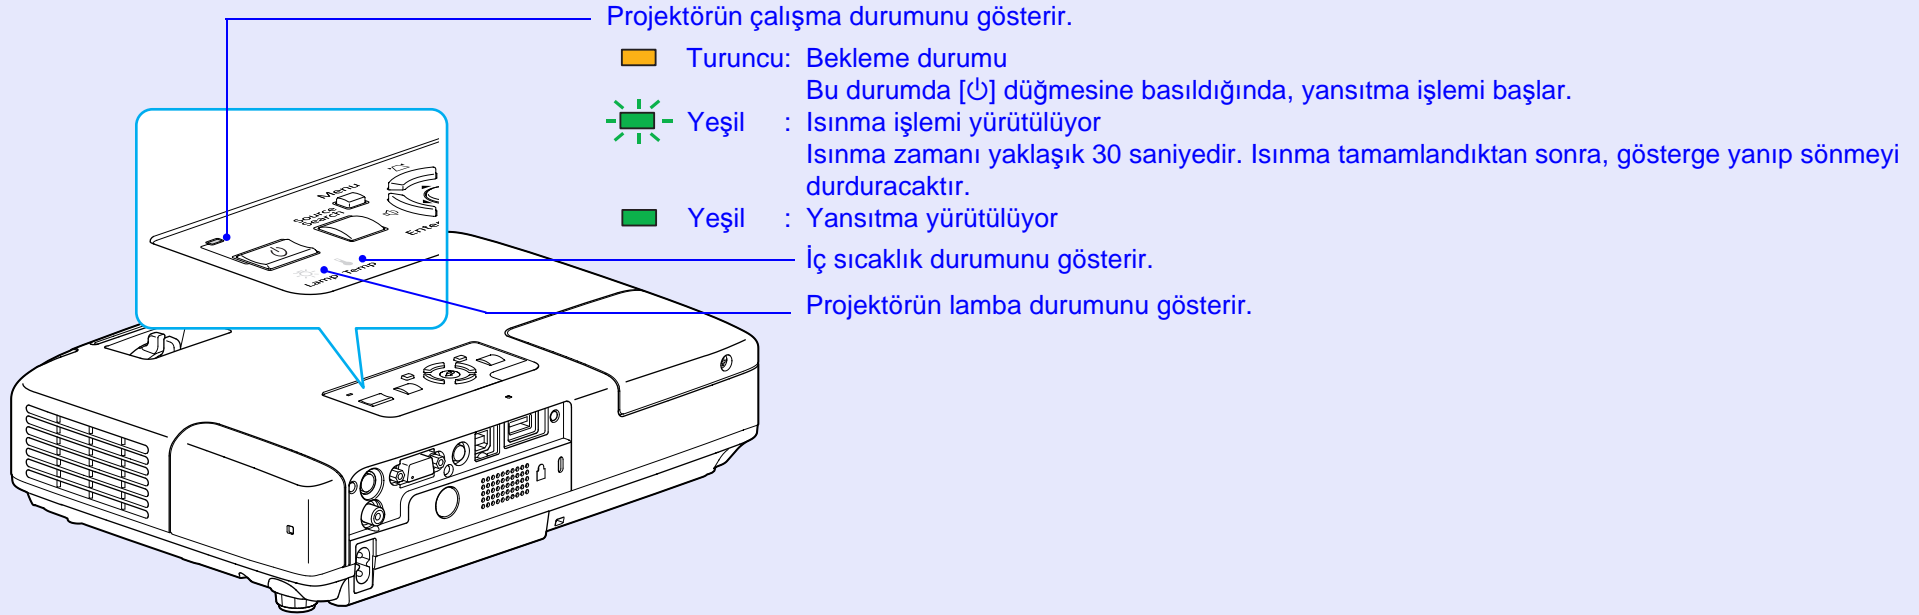 Projektörün çalışma durumunu gösterir.
Turuncu: Bekleme durumu
Bu durumda [⏻] düğmesine basıldığında, yansıtma işlemi başlar.
Yeşil : Isınma işlemi yürütülüyor
Isınma zamanı yaklaşık 30 saniyedir. Isınma tamamlandıktan sonra, gösterge yanıp sönmeyi
durduracaktır.
Yeşil : Yansıtma yürütülüyor
İç sıcaklık durumunu gösterir.
Projektörün lamba durumunu gösterir.
Menu
Source
Search
Enter
Lamp Temp